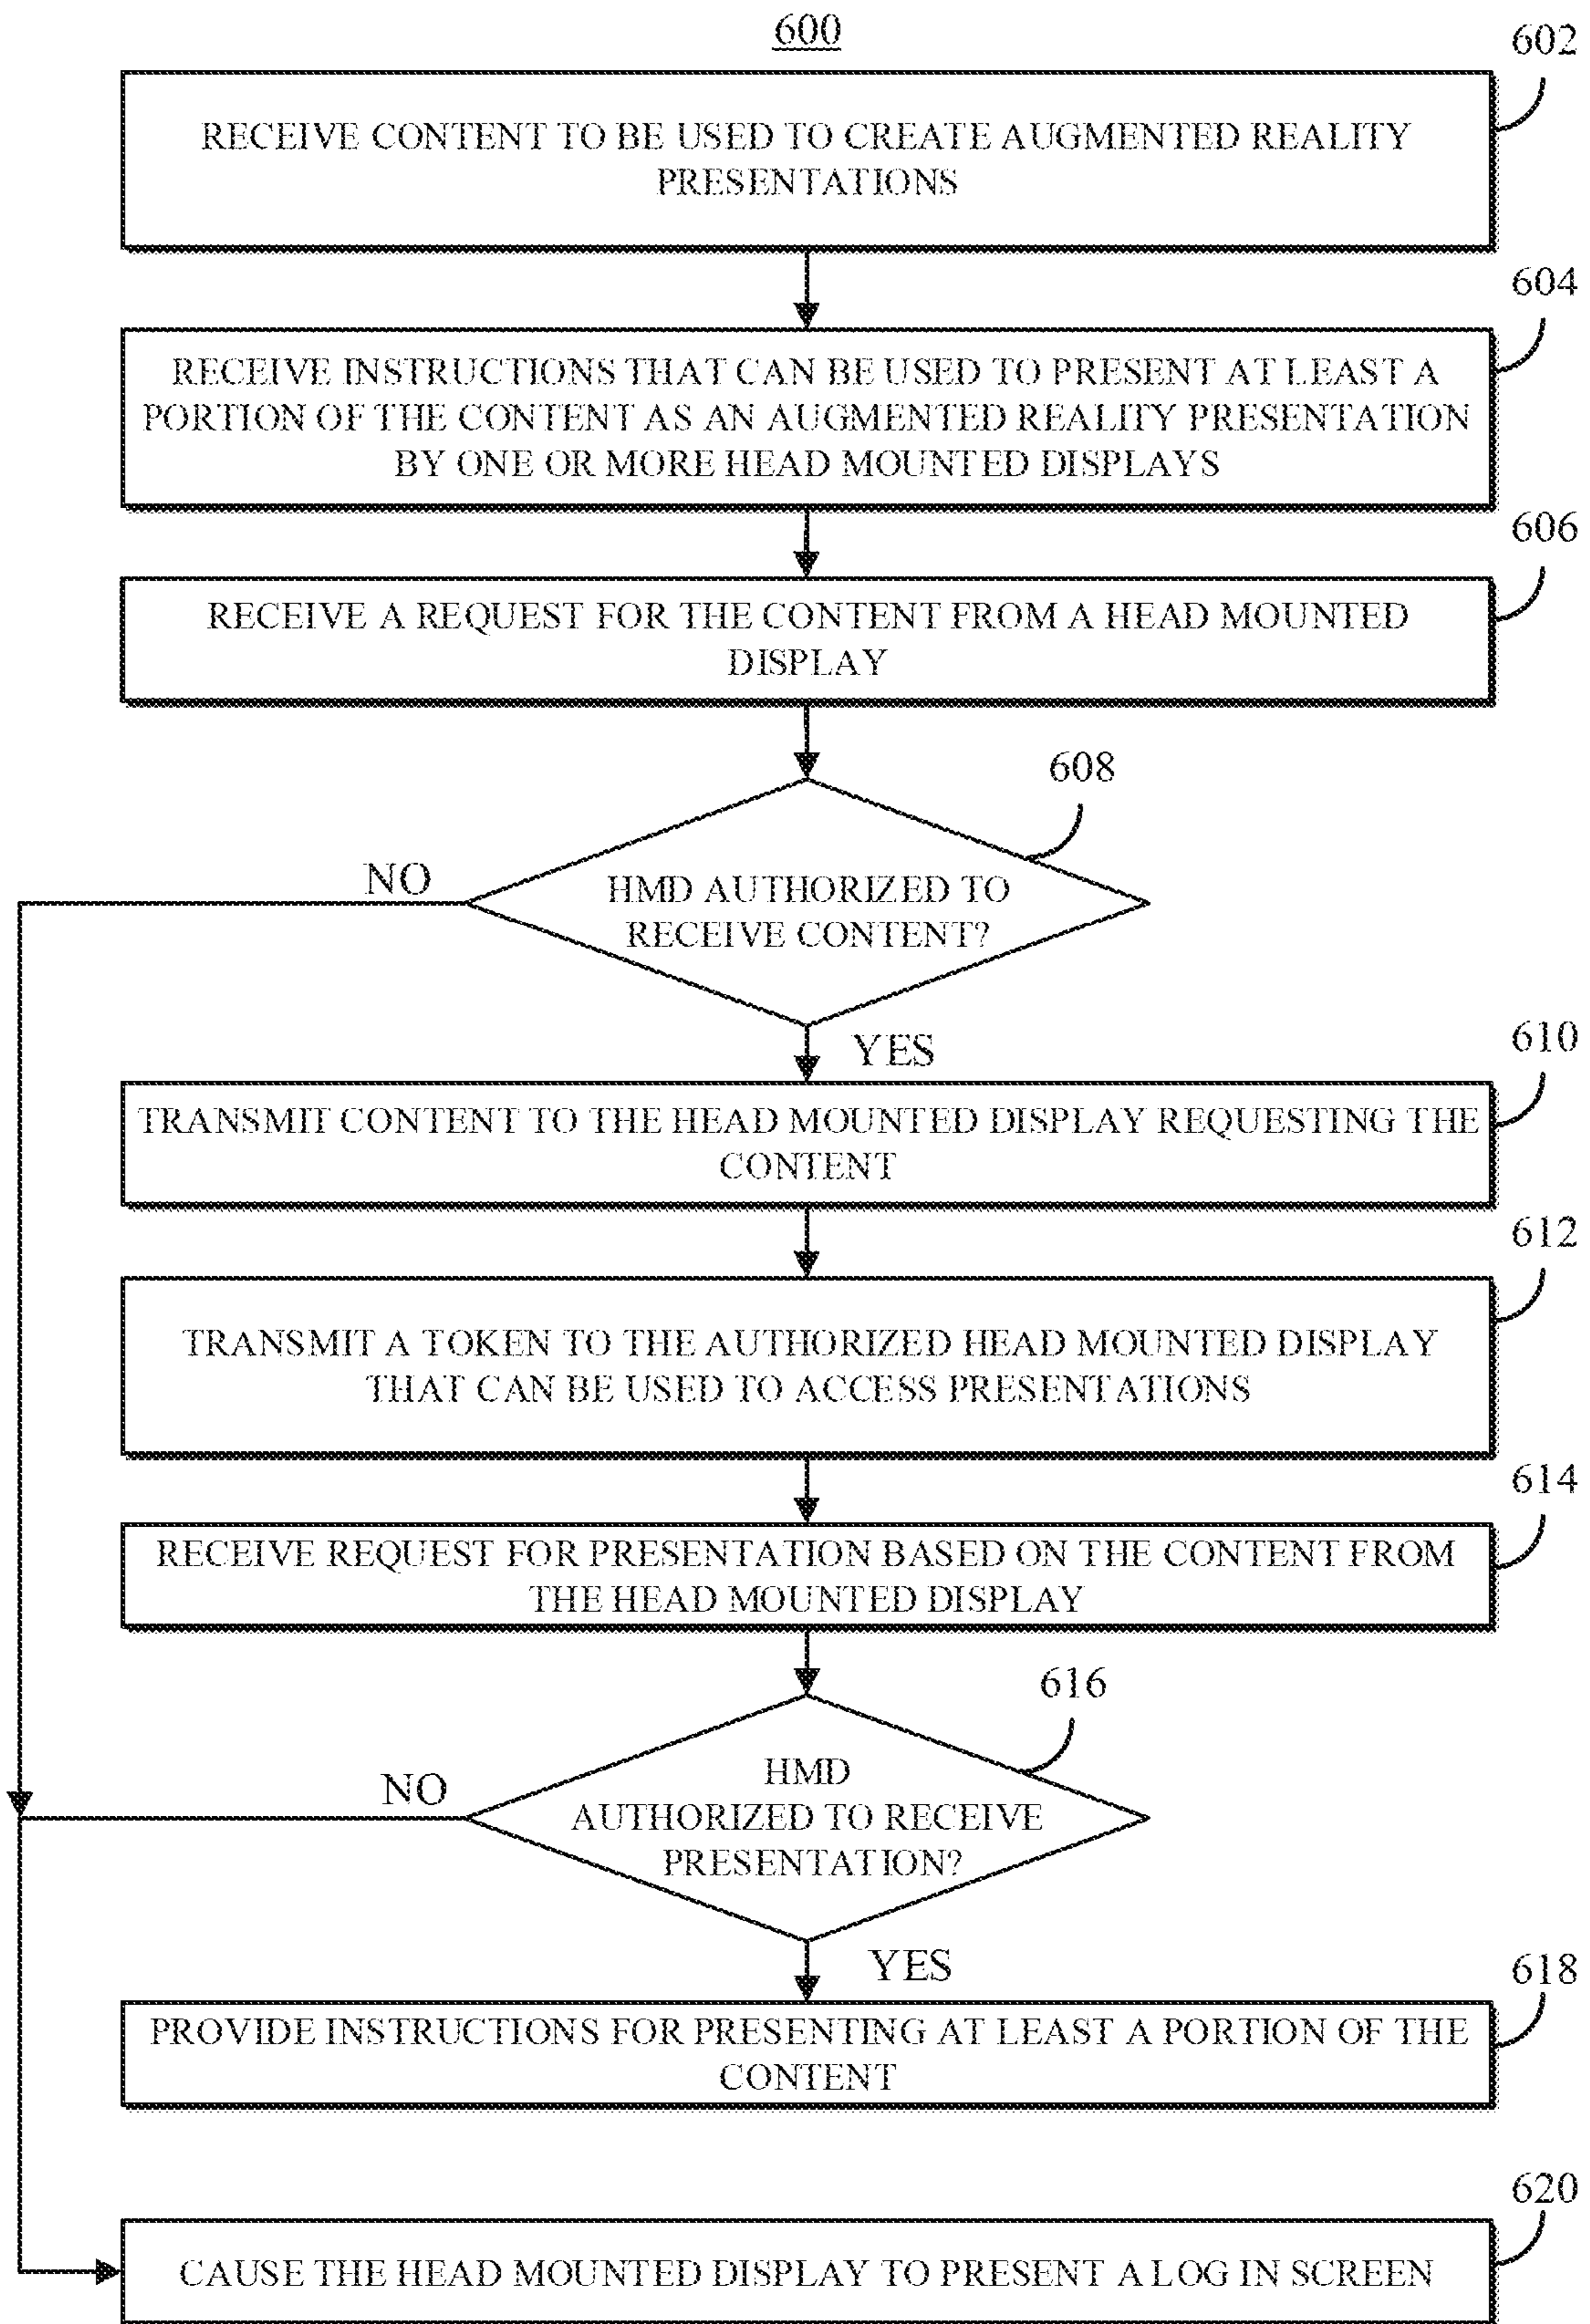 600
602
RECEIVE CONTENT TO BE USED TO CREATE AUGMENTED REALITY
PRESENTATIONS
604
RECEIVE INSTRUCTIONS THAT CAN BE USED TO PRESENT AT LEAST A
PORTION OF THE CONTENT AS AN AUGMENTED REALITY PRESENTATION
BY ONE OR MORE HEAD MOUNTED DISPLAYS
606
RECEIVE A REQUEST FOR THE CONTENT FROM A HEAD MOUNTED
DISPLAY
608
NO
HMD AUTHORIZED TO
RECEIVE CONTENT?
YES
610
TRANSMIT CONTENT TO THE HEAD MOUNTED DISPLAY REQUESTING THE
CONTENT
612
TRANSMIT A TOKEN TO THE AUTHORIZED HEAD MOUNTED DISPLAY
THAT CAN BE USED TO ACCESS PRESENTATIONS
614
RECEIVE REQUEST FOR PRESENTATION BASED ON THE CONTENT FROM
THE HEAD MOUNTED DISPLAY
616
NO
HMD
AUTHORIZED TO RECEIVE
PRESENTATION?
YES
618
PROVIDE INSTRUCTIONS FOR PRESENTING AT LEAST A PORTION OF THE
CONTENT
620
CAUSE THE HEAD MOUNTED DISPLAY TO PRESENT A LOG IN SCREEN